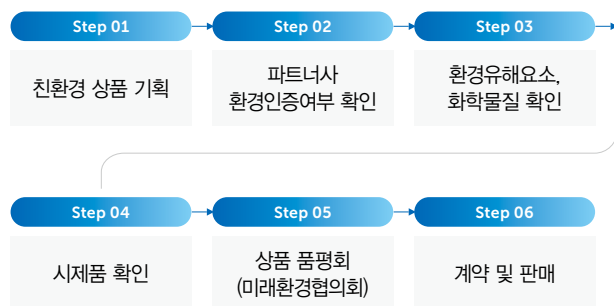 Step 01
친환경 상품 기획
Step 02
파트너사
환경인증여부 확인
Step 03
환경유해요소,
화학물질 확인
Step 04
시제품 확인
Step 05
상품 품평회
(미래환경협의회)
Step 06
계약 및 판매